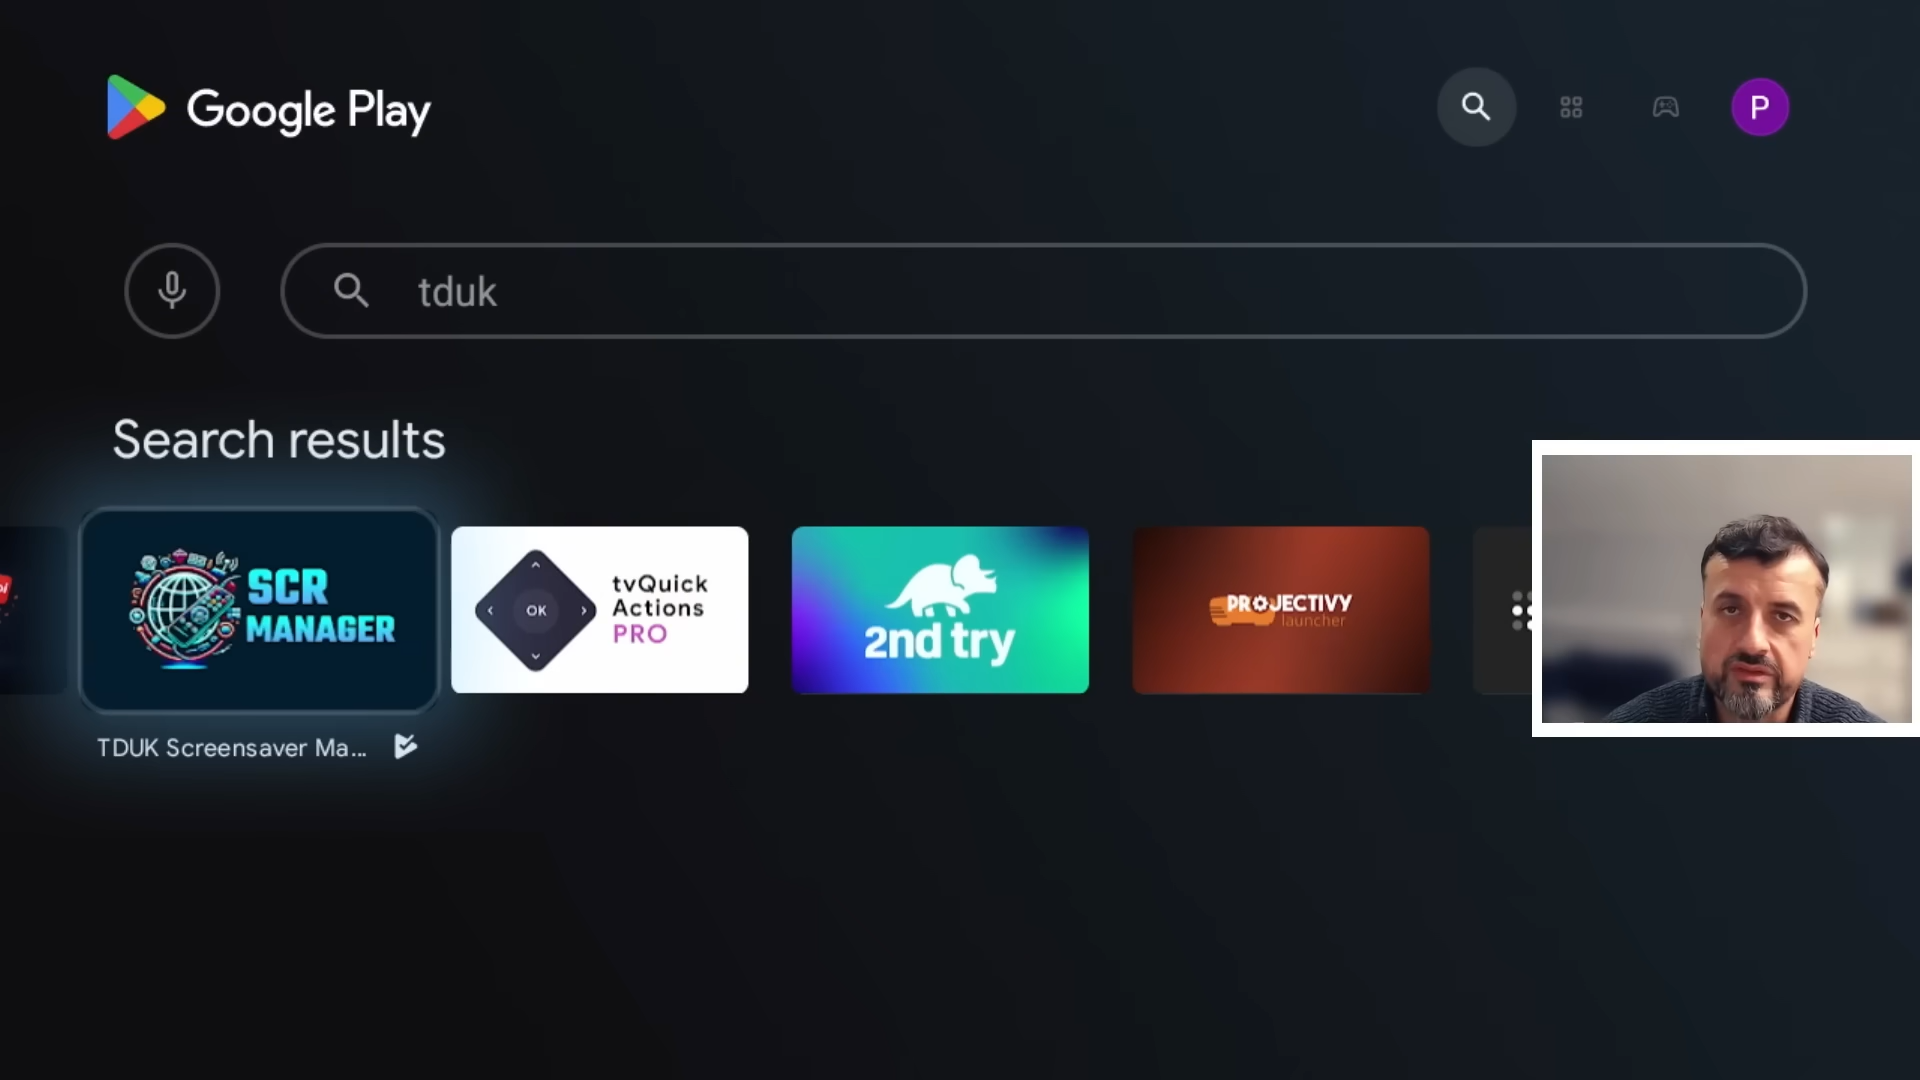 Google Play
P
tduk
Search results
SCR
MANAGER
tvQuick
Actions
PRO
OK
2nd try
PROJECTIVY
launcher
TDUK Screensaver Ma...